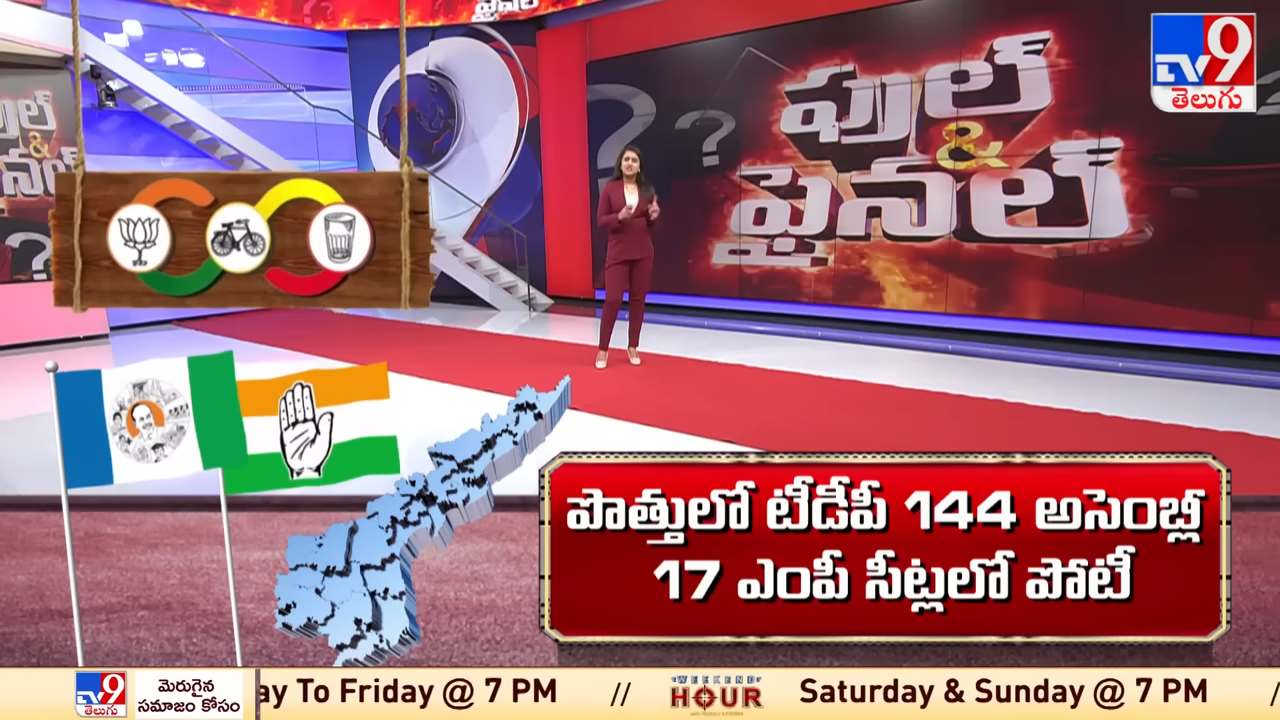 ఫైనల్
TV9
తెలుగు
ఫుల్
&
ఫైనల్
పొత్తులో టీడీపీ 144 అసెంబ్లీ
17 ఎంపీ సీట్లలో పోటీ
TV9
తెలుగు
మెరుగైన
సమాజం కోసం
ay To Friday @ 7 PM // WEEKEND HOUR Saturday & Sunday @ 7 PM